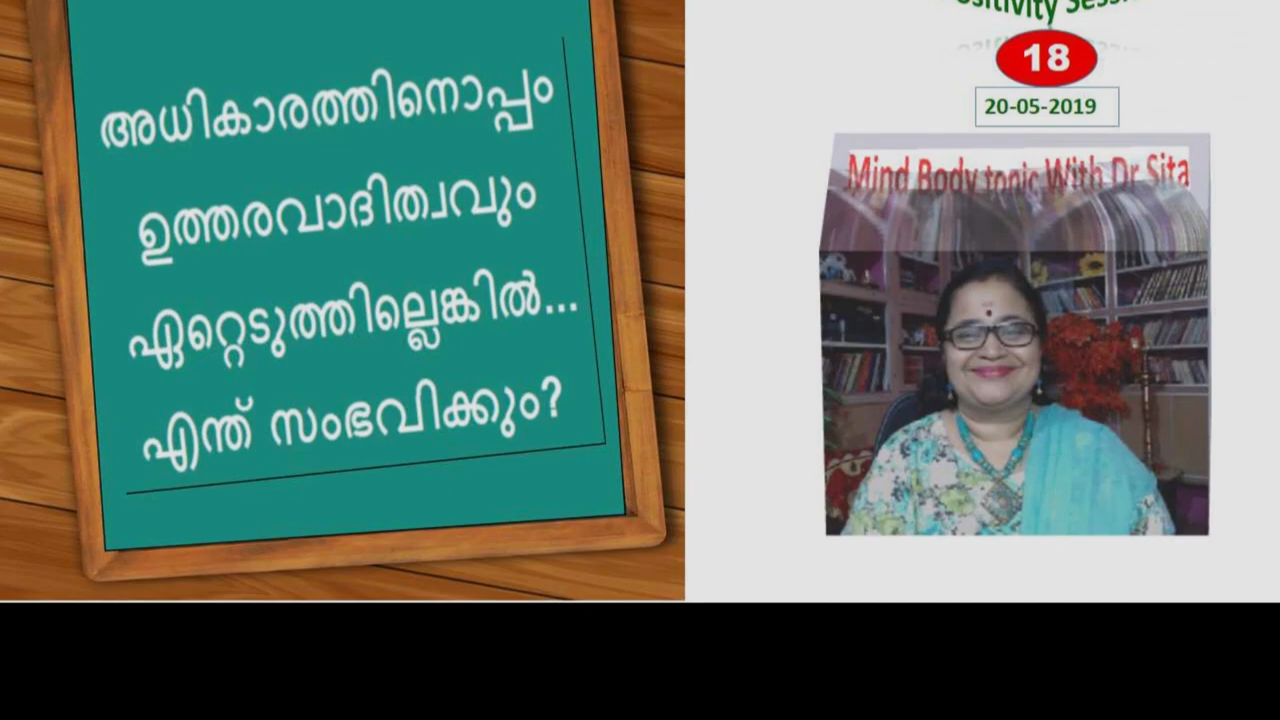 അധികാരത്തിനൊപ്പം
ഉത്തരവാദിത്വവും
ഏറ്റെടുത്തില്ലെങ്കിൽ...
എന്ത് സംഭവിക്കും?
18
20-05-2019
Mind Body tonic With Dr Sita